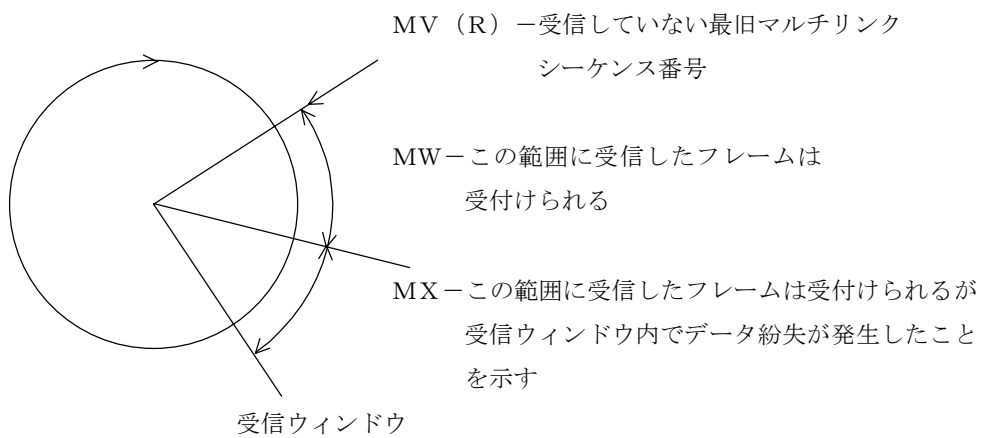 MV（R）－受信していない最旧マルチリンク
シーケンス番号
MW－この範囲に受信したフレームは
受付けられる
MX－この範囲に受信したフレームは受付けられるが
受信ウィンドウ内でデータ紛失が発生したこと
を示す
受信ウィンドウ